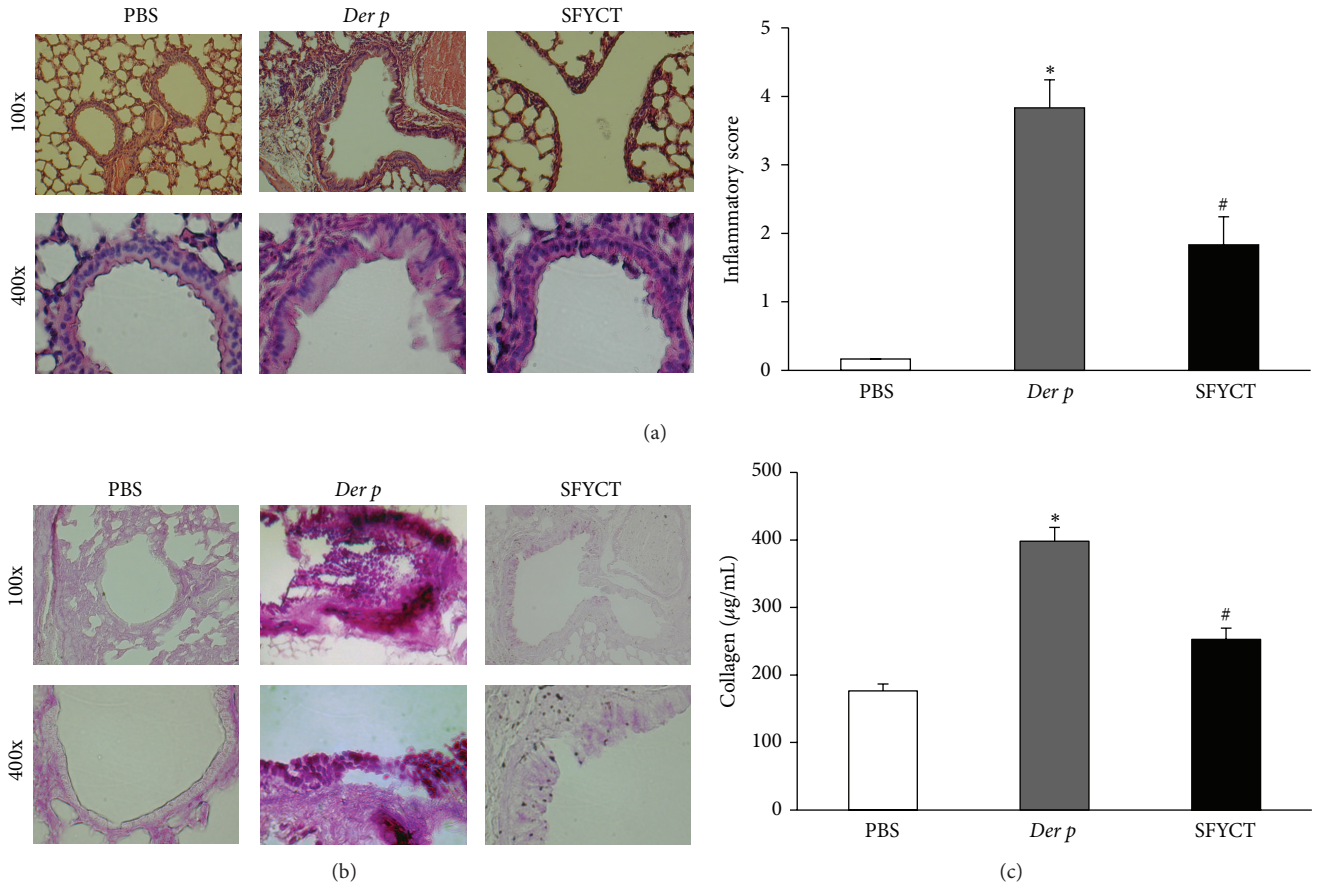 PBS Der p SFYCT
100x
400x
5
4
3
2
1
0
Inflammatory score
*
#
PBS Der p SFYCT
(a)
PBS Der p SFYCT
100x
400x
(b)
500
400
300
200
100
0
Collagen (μg/mL)
*
#
PBS Der p SFYCT
(c)